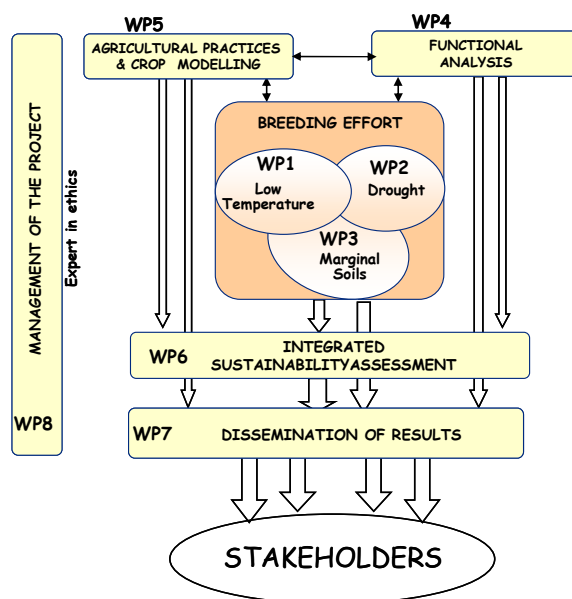 WP5
AGRICULTURAL PRACTICES
& CROP MODELLING
WP4
FUNCTIONAL
ANALYSIS
BREEDING EFFORT
WP1
Low
Temperature
WP2
Drought
WP3
Marginal
Soils
MANAGEMENT OF THE PROJECT
Expert in ethics
WP8
WP6
INTEGRATED
SUSTAINABILITYASSESSMENT
WP7
DISSEMINATION OF RESULTS
STAKEHOLDERS